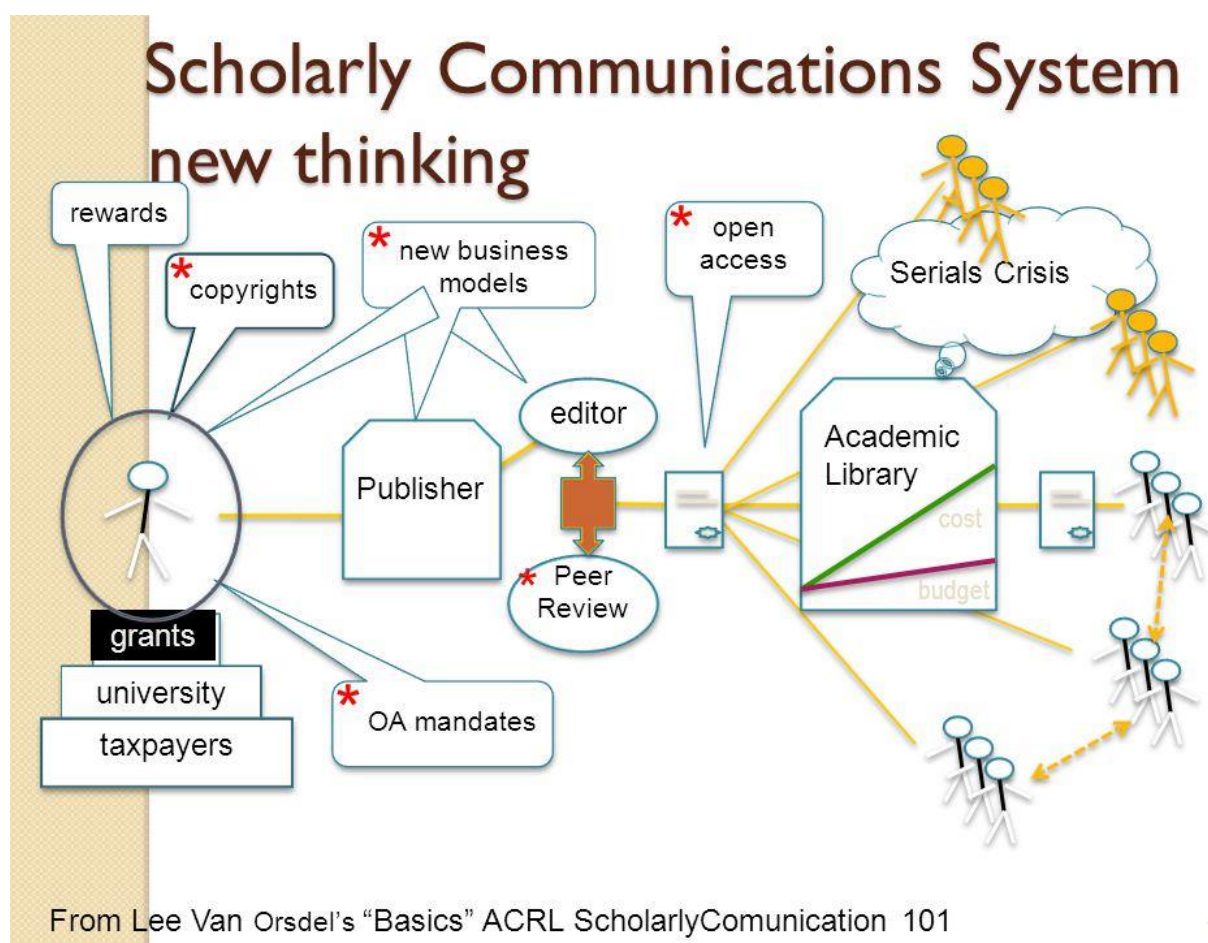 Scholarly Communications System
new thinking
rewards
* copyrights
* new business
models
* open
access
Serials Crisis
editor
Publisher
Academic
Library
cost
budget
* Peer
Review
grants
university
taxpayers
* OA mandates
From Lee Van Orsdel's “Basics” ACRL ScholarlyComunication 101